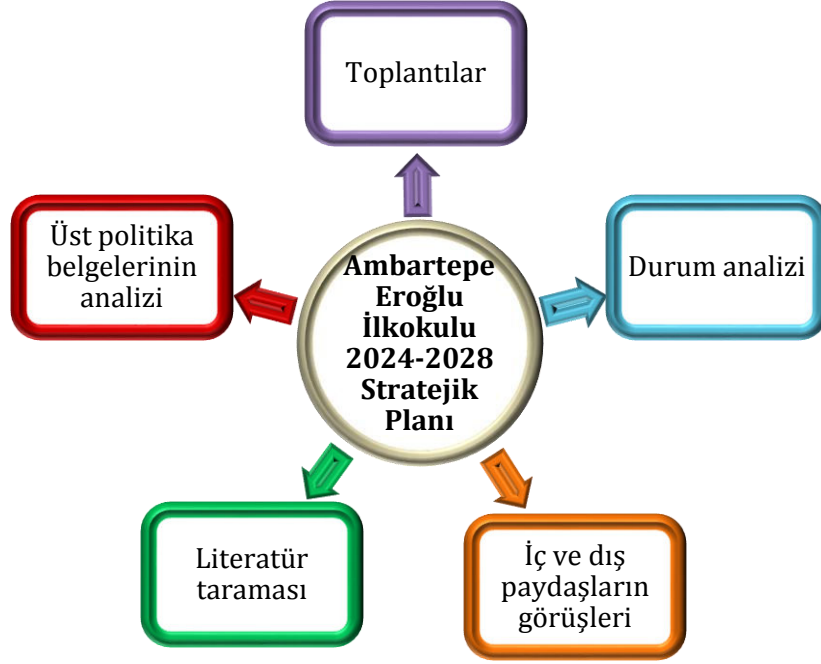 Toplantılar
Üst politika
belgelerinin
analizi
Ambartepe
Eroğlu
İlkokulu
2024-2028
Stratejik
Planı
Durum analizi
Literatür
taraması
İç ve dış
paydaşların
görüşleri